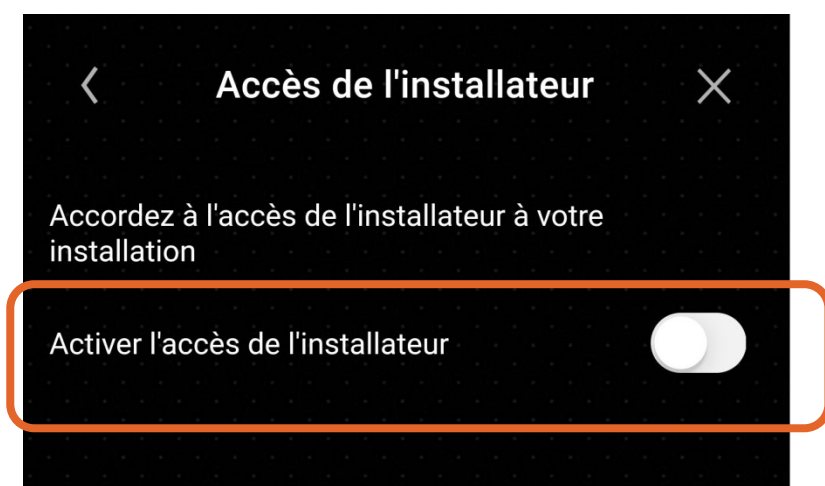 Accès de l'installateur
Accordez à l'accès de l'installateur à votre
installation
Activer l'accès de l'installateur